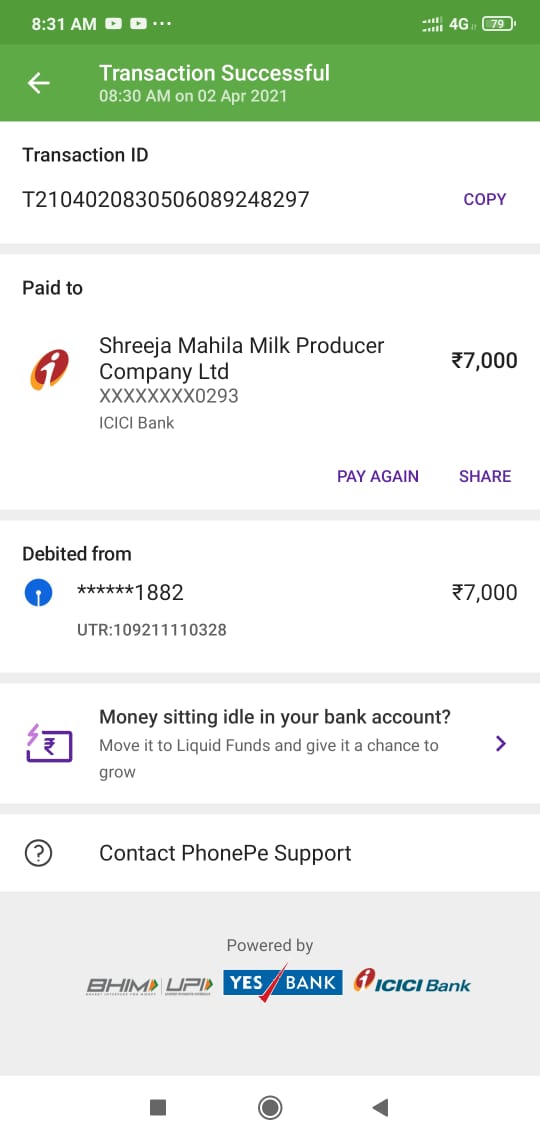 8:31 AM
4G 79
Transaction Successful
08:30 AM on 02 Apr 2021
Transaction ID
T2104020830506089248297
COPY
Paid to
Shreeja Mahila Milk Producer
Company Ltd
₹7,000
XXXXXXXX0293
ICICI Bank
PAY AGAIN
SHARE
Debited from
******1882
₹7,000
UTR:109211110328
Money sitting idle in your bank account?
Move it to Liquid Funds and give it a chance to
grow
Contact PhonePe Support
Powered by
BHIM UPI YES BANK ICICI Bank